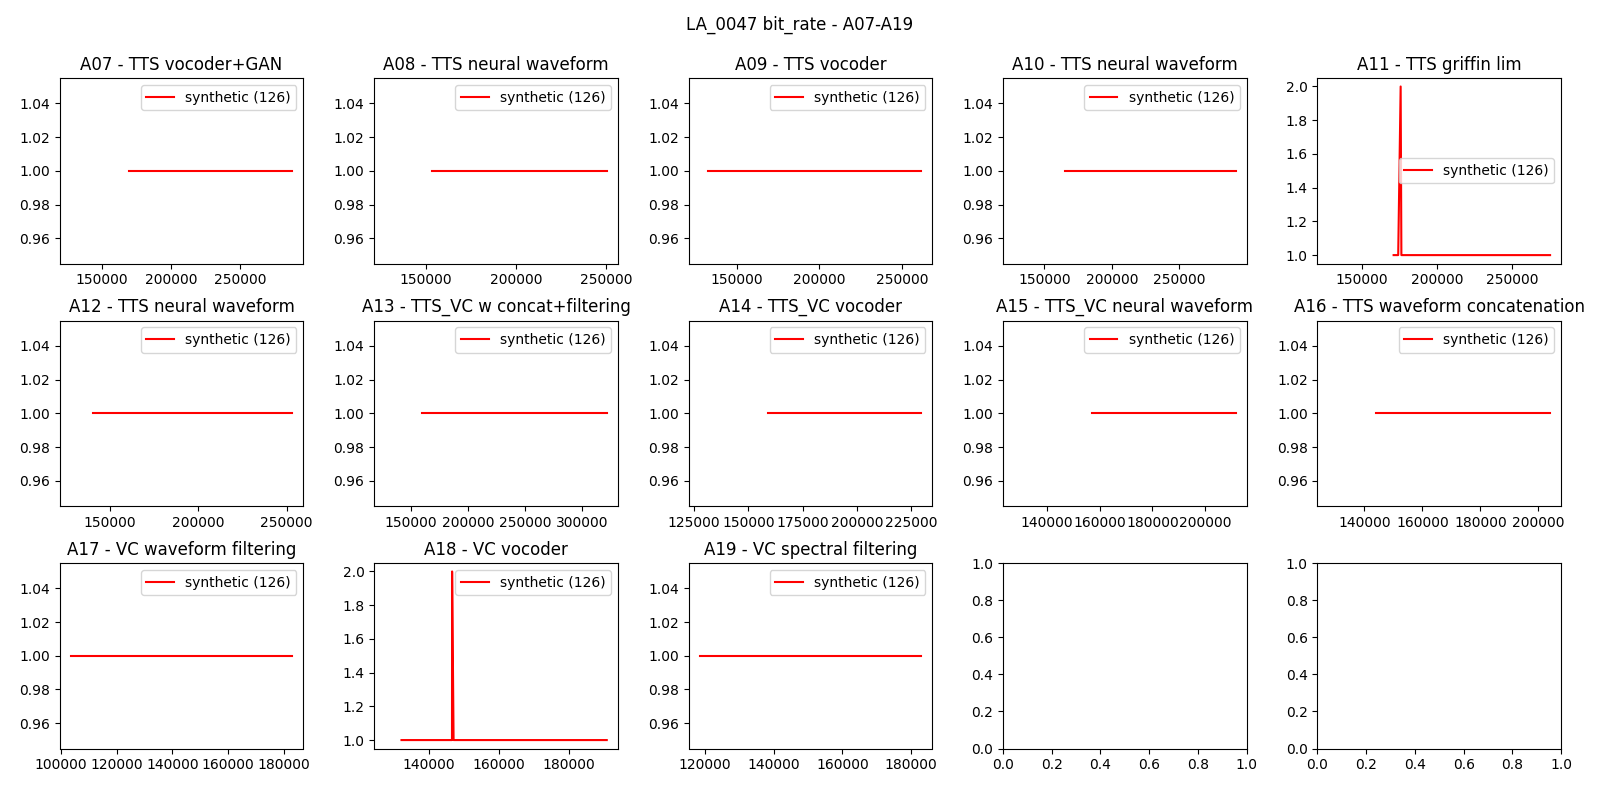 LA_0047 bit_rate - A07-A19
A07 - TTS vocoder+GAN
synthetic (126)
1.04
1.02
1.00
0.98
0.96
150000 200000 250000
A08 - TTS neural waveform
synthetic (126)
1.04
1.02
1.00
0.98
0.96
150000 200000 250000
A09 - TTS vocoder
synthetic (126)
1.04
1.02
1.00
0.98
0.96
150000 200000 250000
A10 - TTS neural waveform
synthetic (126)
1.04
1.02
1.00
0.98
0.96
150000 200000 250000
A11 - TTS griffin lim
2.0
1.8
1.6
synthetic (126)
1.4
1.2
1.0
150000 200000 250000
A12 - TTS neural waveform
synthetic (126)
1.04
1.02
1.00
0.98
0.96
150000 200000 250000
A13 - TTS_VC w concat+filtering
synthetic (126)
1.04
1.02
1.00
0.98
0.96
150000 200000 250000 300000
A14 - TTS_VC vocoder
synthetic (126)
1.04
1.02
1.00
0.98
0.96
125000 150000 175000 200000 225000
A15 - TTS_VC neural waveform
synthetic (126)
1.04
1.02
1.00
0.98
0.96
140000 160000 180000 200000
A16 - TTS waveform concatenation
synthetic (126)
1.04
1.02
1.00
0.98
0.96
140000 160000 180000 200000
A17 - VC waveform filtering
synthetic (126)
1.04
1.02
1.00
0.98
0.96
100000 120000 140000 160000 180000
A18 - VC vocoder
synthetic (126)
2.0
1.8
1.6
1.4
1.2
1.0
140000 160000 180000
A19 - VC spectral filtering
synthetic (126)
1.04
1.02
1.00
0.98
0.96
120000 140000 160000 180000
1.0
0.8
0.6
0.4
0.2
0.0
0.0 0.2 0.4 0.6 0.8 1.0
1.0
0.8
0.6
0.4
0.2
0.0
0.0 0.2 0.4 0.6 0.8 1.0